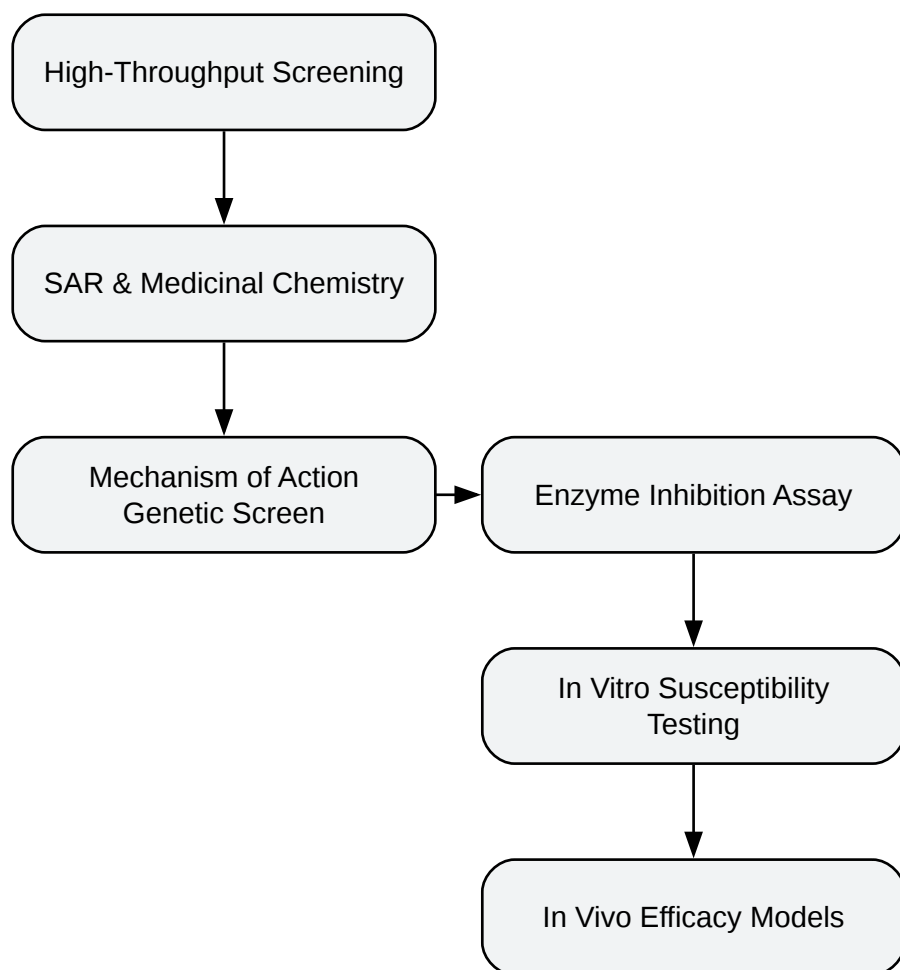 High-Throughput Screening
SAR & Medicinal Chemistry
Mechanism of Action
Genetic Screen
Enzyme Inhibition Assay
In Vitro Susceptibility
Testing
In Vivo Efficacy Models